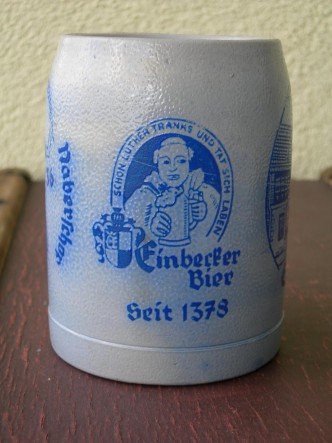 SCHON LUTHER TRANKS UND TAT SICH LABEN
Einbecker
Bier
Seit 1378